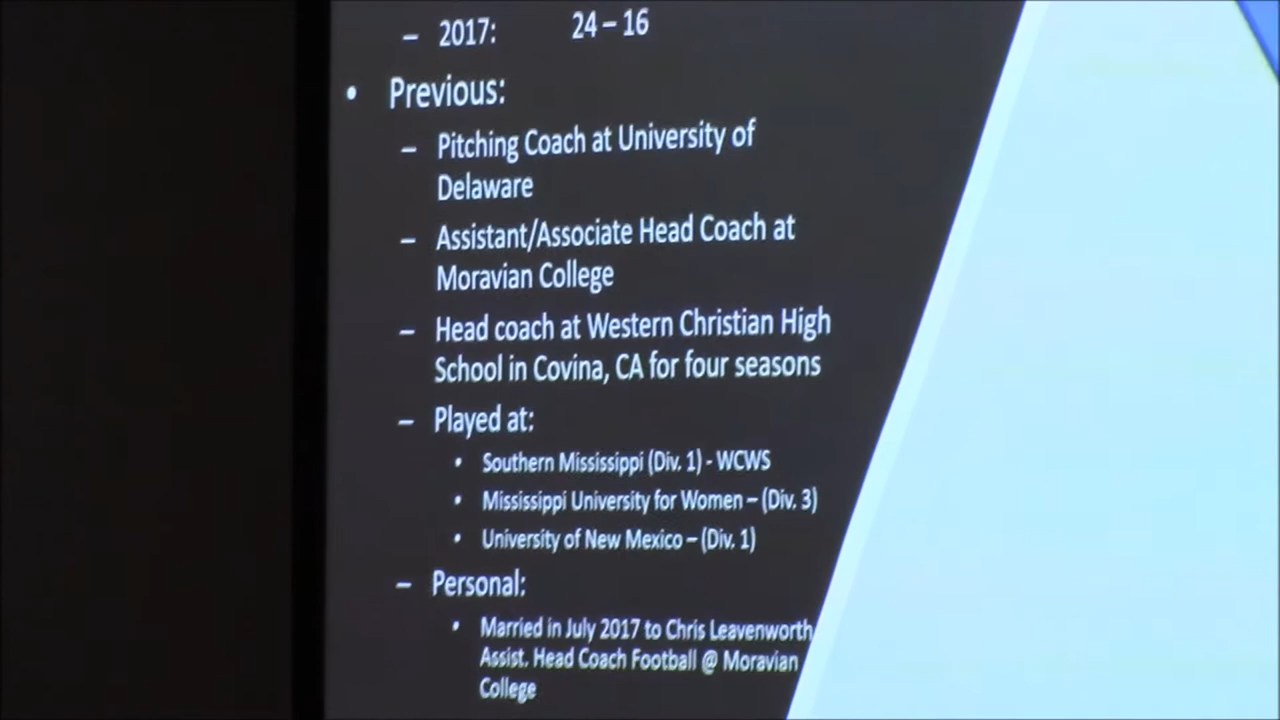 – 2017: 24 – 16
• Previous:
– Pitching Coach at University of
Delaware
– Assistant/Associate Head Coach at
Moravian College
– Head coach at Western Christian High
School in Covina, CA for four seasons
– Played at:
• Southern Mississippi (Div. 1) - WCWS
• Mississippi University for Women – (Div. 3)
• University of New Mexico – (Div. 1)
– Personal:
• Married in July 2017 to Chris Leavenworth
Assist. Head Coach Football @ Moravian
College